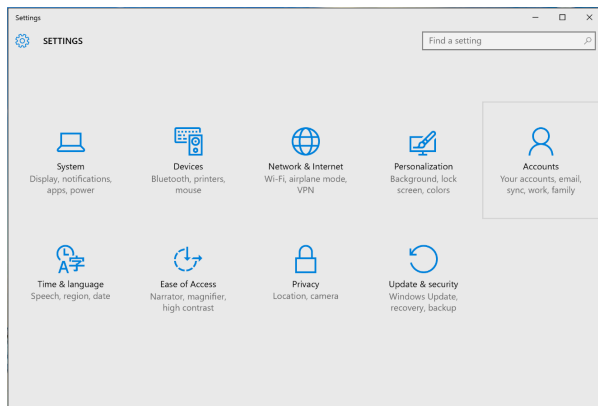 Settings
SETTINGS
Find a setting
System
Display, notifications,
apps, power
Devices
Bluetooth, printers,
mouse
Network & Internet
Wi-Fi, airplane mode,
VPN
Personalization
Background, lock
screen, colors
Accounts
Your accounts, email,
sync, work, family
A字
Time & language
Speech, region, date
Ease of Access
Narrator, magnifier,
high contrast
Privacy
Location, camera
Update & security
Windows Update,
recovery, backup